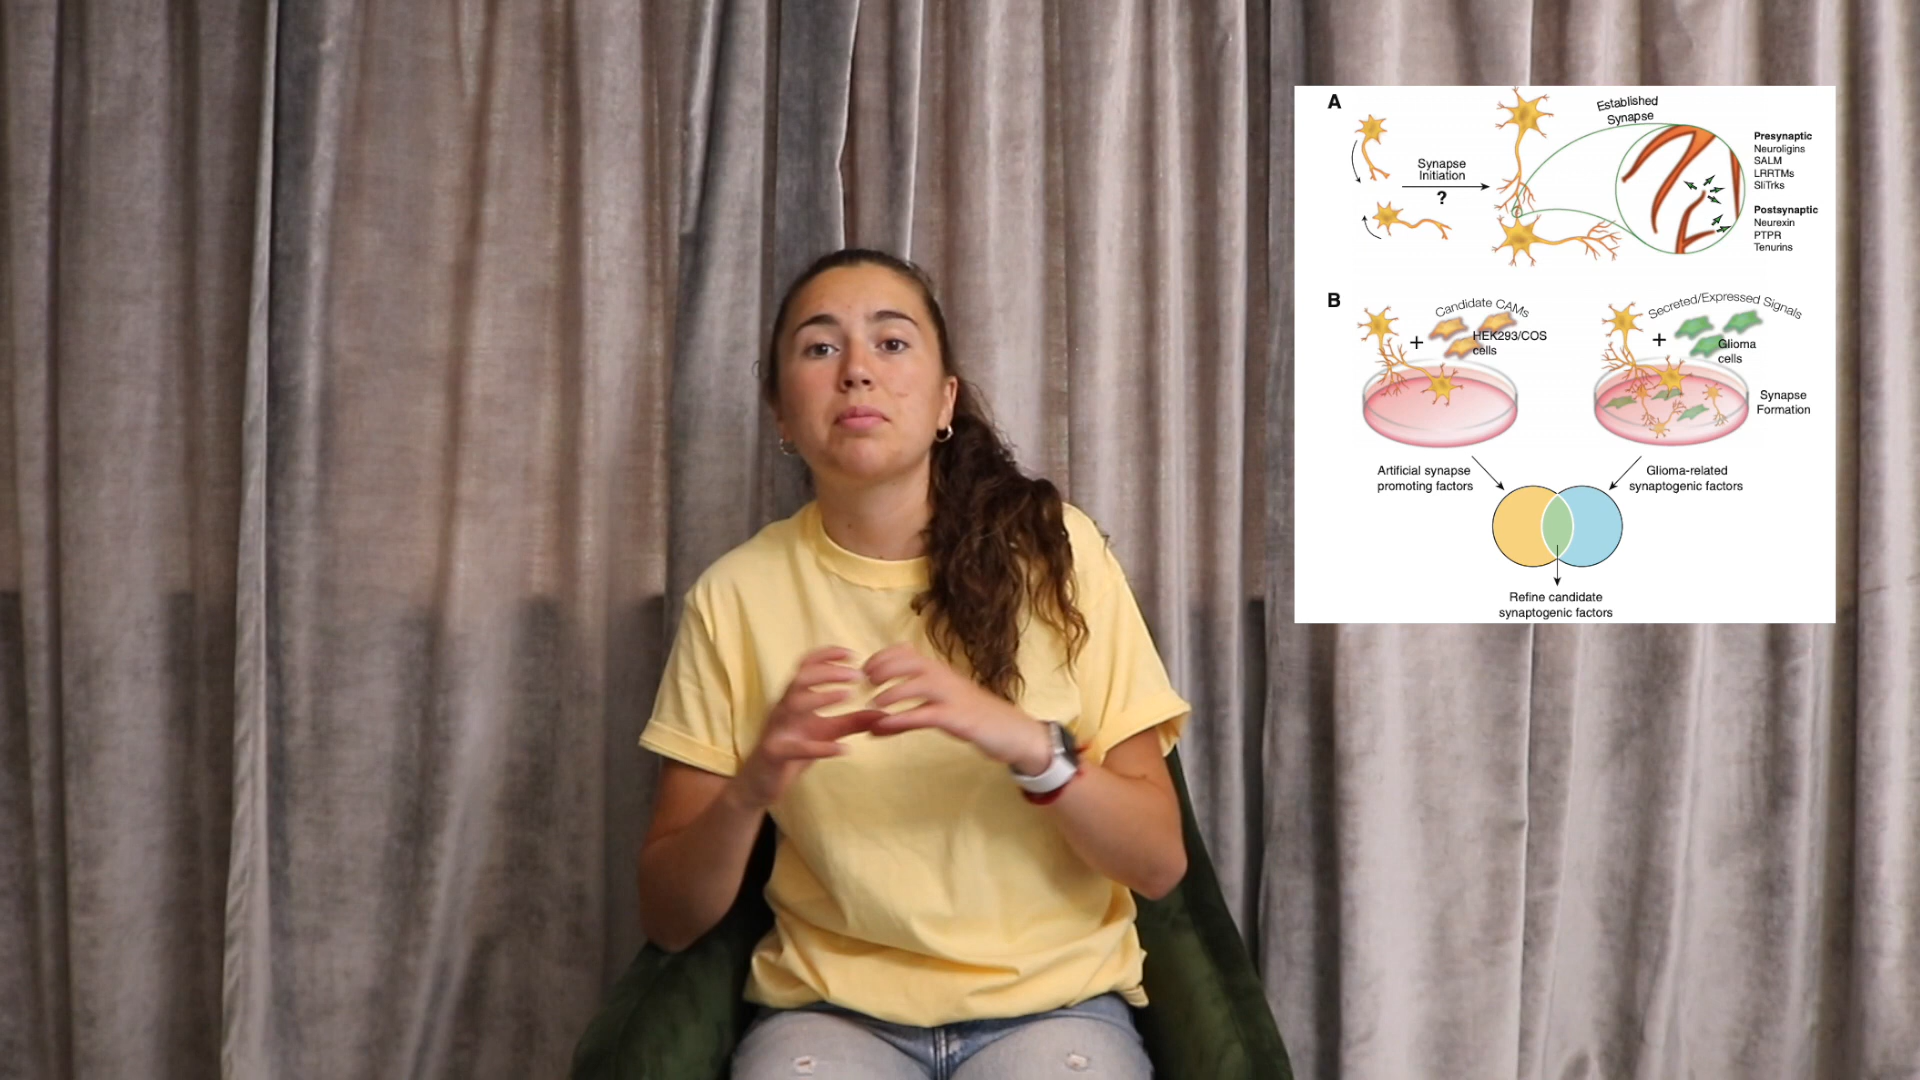 A
Established
Synapse
Synapse
Initiation
?
Presynaptic
Neuroligins
SALM
LRRTMs
SliTrks
Postsynaptic
Neurexin
PTPR
Tenurins
B
Candidate CAMs
+
HEK293/COS
cells
Secreted/Expressed Signals
+
Glioma
cells
Synapse
Formation
Artificial synapse
promoting factors
Glioma-related
synaptogenic factors
Refine candidate
synaptogenic factors